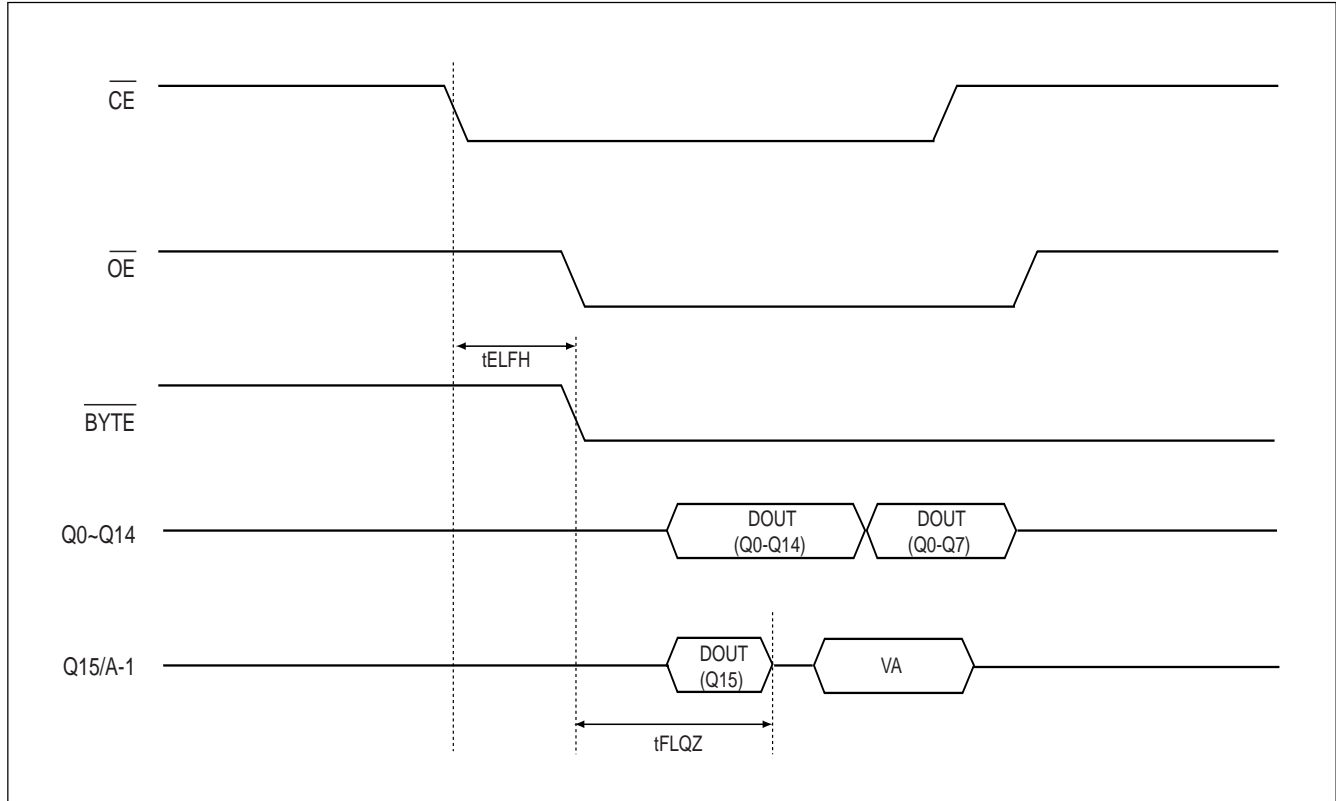 CE
OE
tELFH
BYTE
Q0~Q14
DOUT
(Q0-Q14)
DOUT
(Q0-Q7)
Q15/A-1
DOUT
(Q15)
VA
tFLQZ